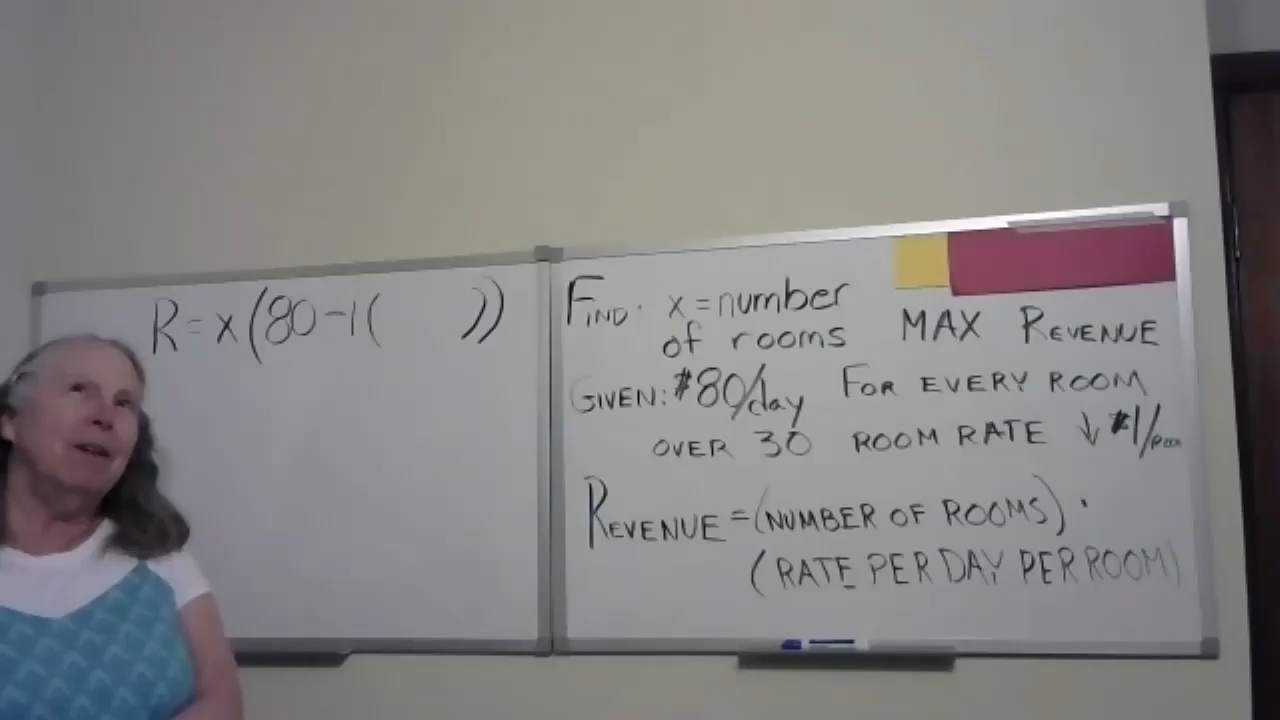 R = x(80-1(    ))
FIND: x = number
of rooms MAX REVENUE
GIVEN: $80/day FOR EVERY ROOM
OVER 30 ROOM RATE ↓ $1/room
REVENUE = (NUMBER OF ROOMS) ·
(RATE PER DAY PER ROOM)